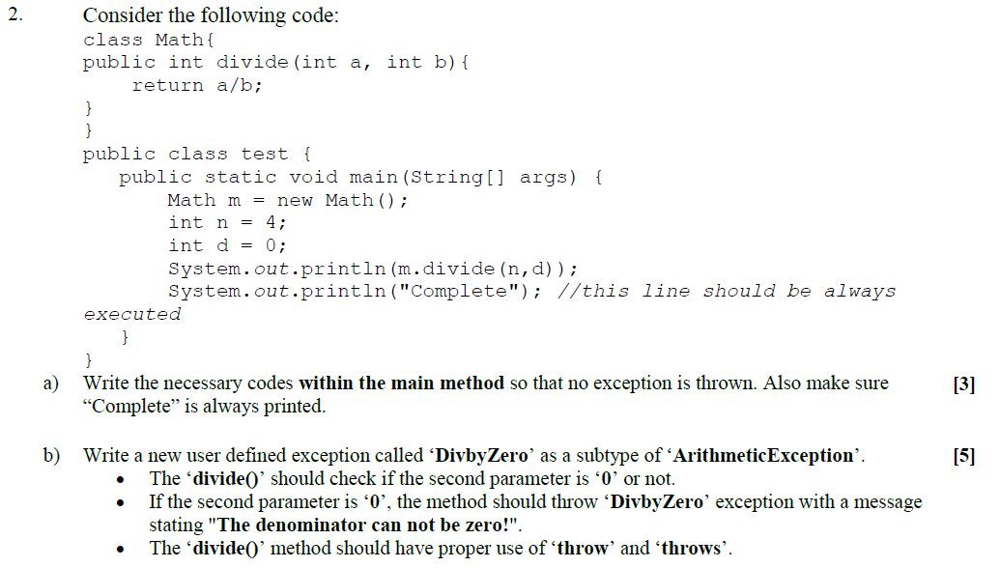 2. Consider the following code:
class Math{
public int divide(int a, int b){
return a/b;
}
}
public class test {
public static void main(String[] args) {
Math m = new Math();
int n = 4;
int d = 0;
System.out.println(m.divide(n,d));
System.out.println("Complete"); //this line should be always
executed
}
}
a) Write the necessary codes within the main method so that no exception is thrown. Also make sure [3]
“Complete” is always printed.
b) Write a new user defined exception called ‘DivbyZero’ as a subtype of ‘ArithmeticException’. [5]
• The ‘divide()’ should check if the second parameter is ‘0’ or not.
• If the second parameter is ‘0’, the method should throw ‘DivbyZero’ exception with a message
stating "The denominator can not be zero!".
• The ‘divide()’ method should have proper use of ‘throw’ and ‘throws’.